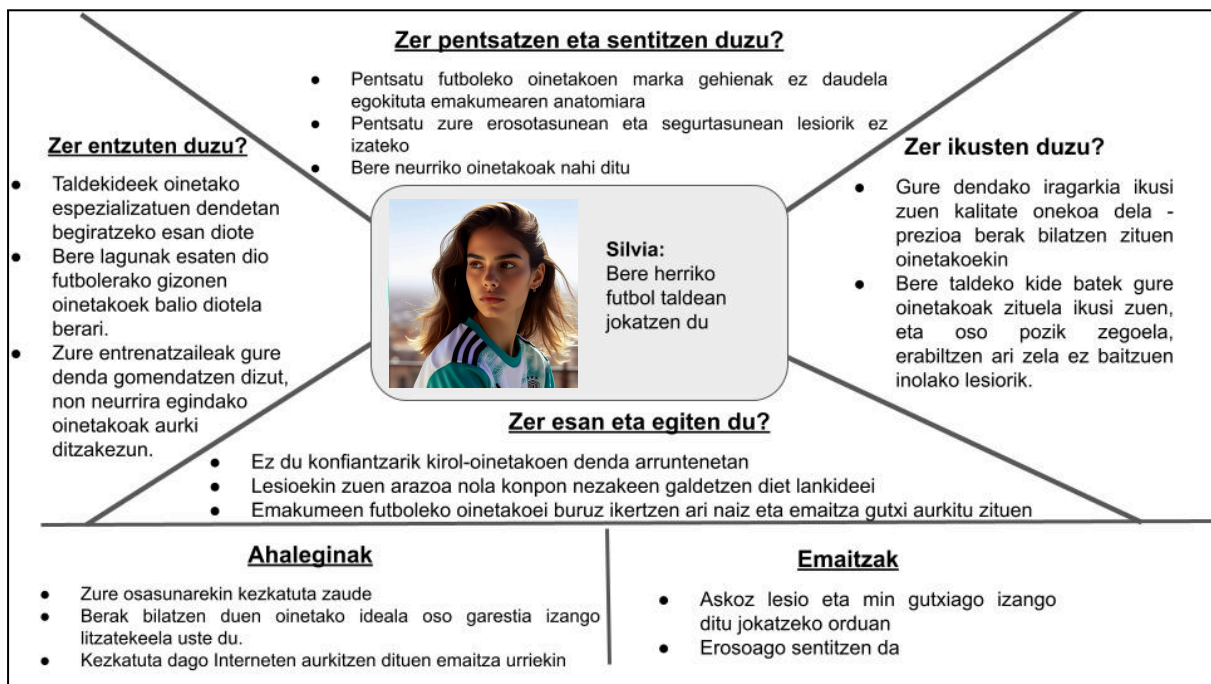 Zer pentsatzen eta sentitzen duzu?
● Pentsatu futboleko oinetakoen marka gehienak ez daudela
egokituta emakumearen anatomiara
● Pentsatu zure erosotasunean eta segurtasunean lesiorik ez
izateko
● Bere neurriko oinetakoak nahi ditu
Zer entzuten duzu?
● Taldekideek oinetako
espezializatuen dendetan
begiratzeko esan diote
● Bere lagunak esaten dio
futbolerako gizonen
oinetakoek balio diotela
berari.
● Zure entrenatzaileak gure
denda gomendatzen dizut,
non neurrira egindako
oinetakoak aurki
ditzakezun.
Silvia:
Bere herriko
futbol taldean
jokatzen du
Zer ikusten duzu?
● Gure dendako iragarkia ikusi
zuen kalitate onekoa dela -
prezioa berak bilatzen zituen
oinetakoekin
● Bere taldeko kide batek gure
oinetakoak zituela ikusi zuen,
eta oso pozik zegoela,
erabiltzen ari zela ez baitzuen
inolako lesiorik.
Zer esan eta egiten du?
● Ez du konfiantzarik kirol-oinetakoen denda arruntenetan
● Lesioekin zuen arazoa nola konpon nezakeen galdetzen diet lankideei
● Emakumeen futboleko oinetakoei buruz ikertzen ari naiz eta emaitza gutxi aurkitu zituen
Ahaleginak
● Zure osasunarekin kezkatuta zaude
● Berak bilatzen duen oinetako ideala oso garestia izango
litzatekeela uste du.
● Kezkatuta dago Interneten aurkitzen dituen emaitza urriekin
Emaitzak
● Askoz lesio eta min gutxiago izango
ditu jokatzeko orduan
● Erosoago sentitzen da